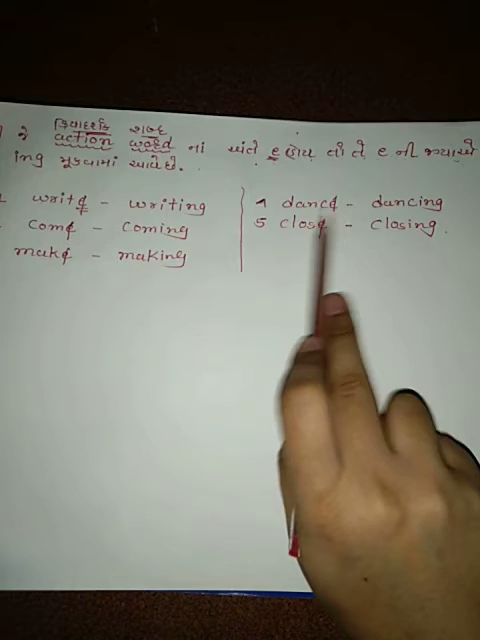 ક્રિયાદર્શક શબ્દ
જે action word નાં અંતે e હોય તો તે e ની જગ્યાએ
ing મૂકવામાં આવે છે.
write - writing
come - coming
make - making
4 dance - dancing
5 close - closing.